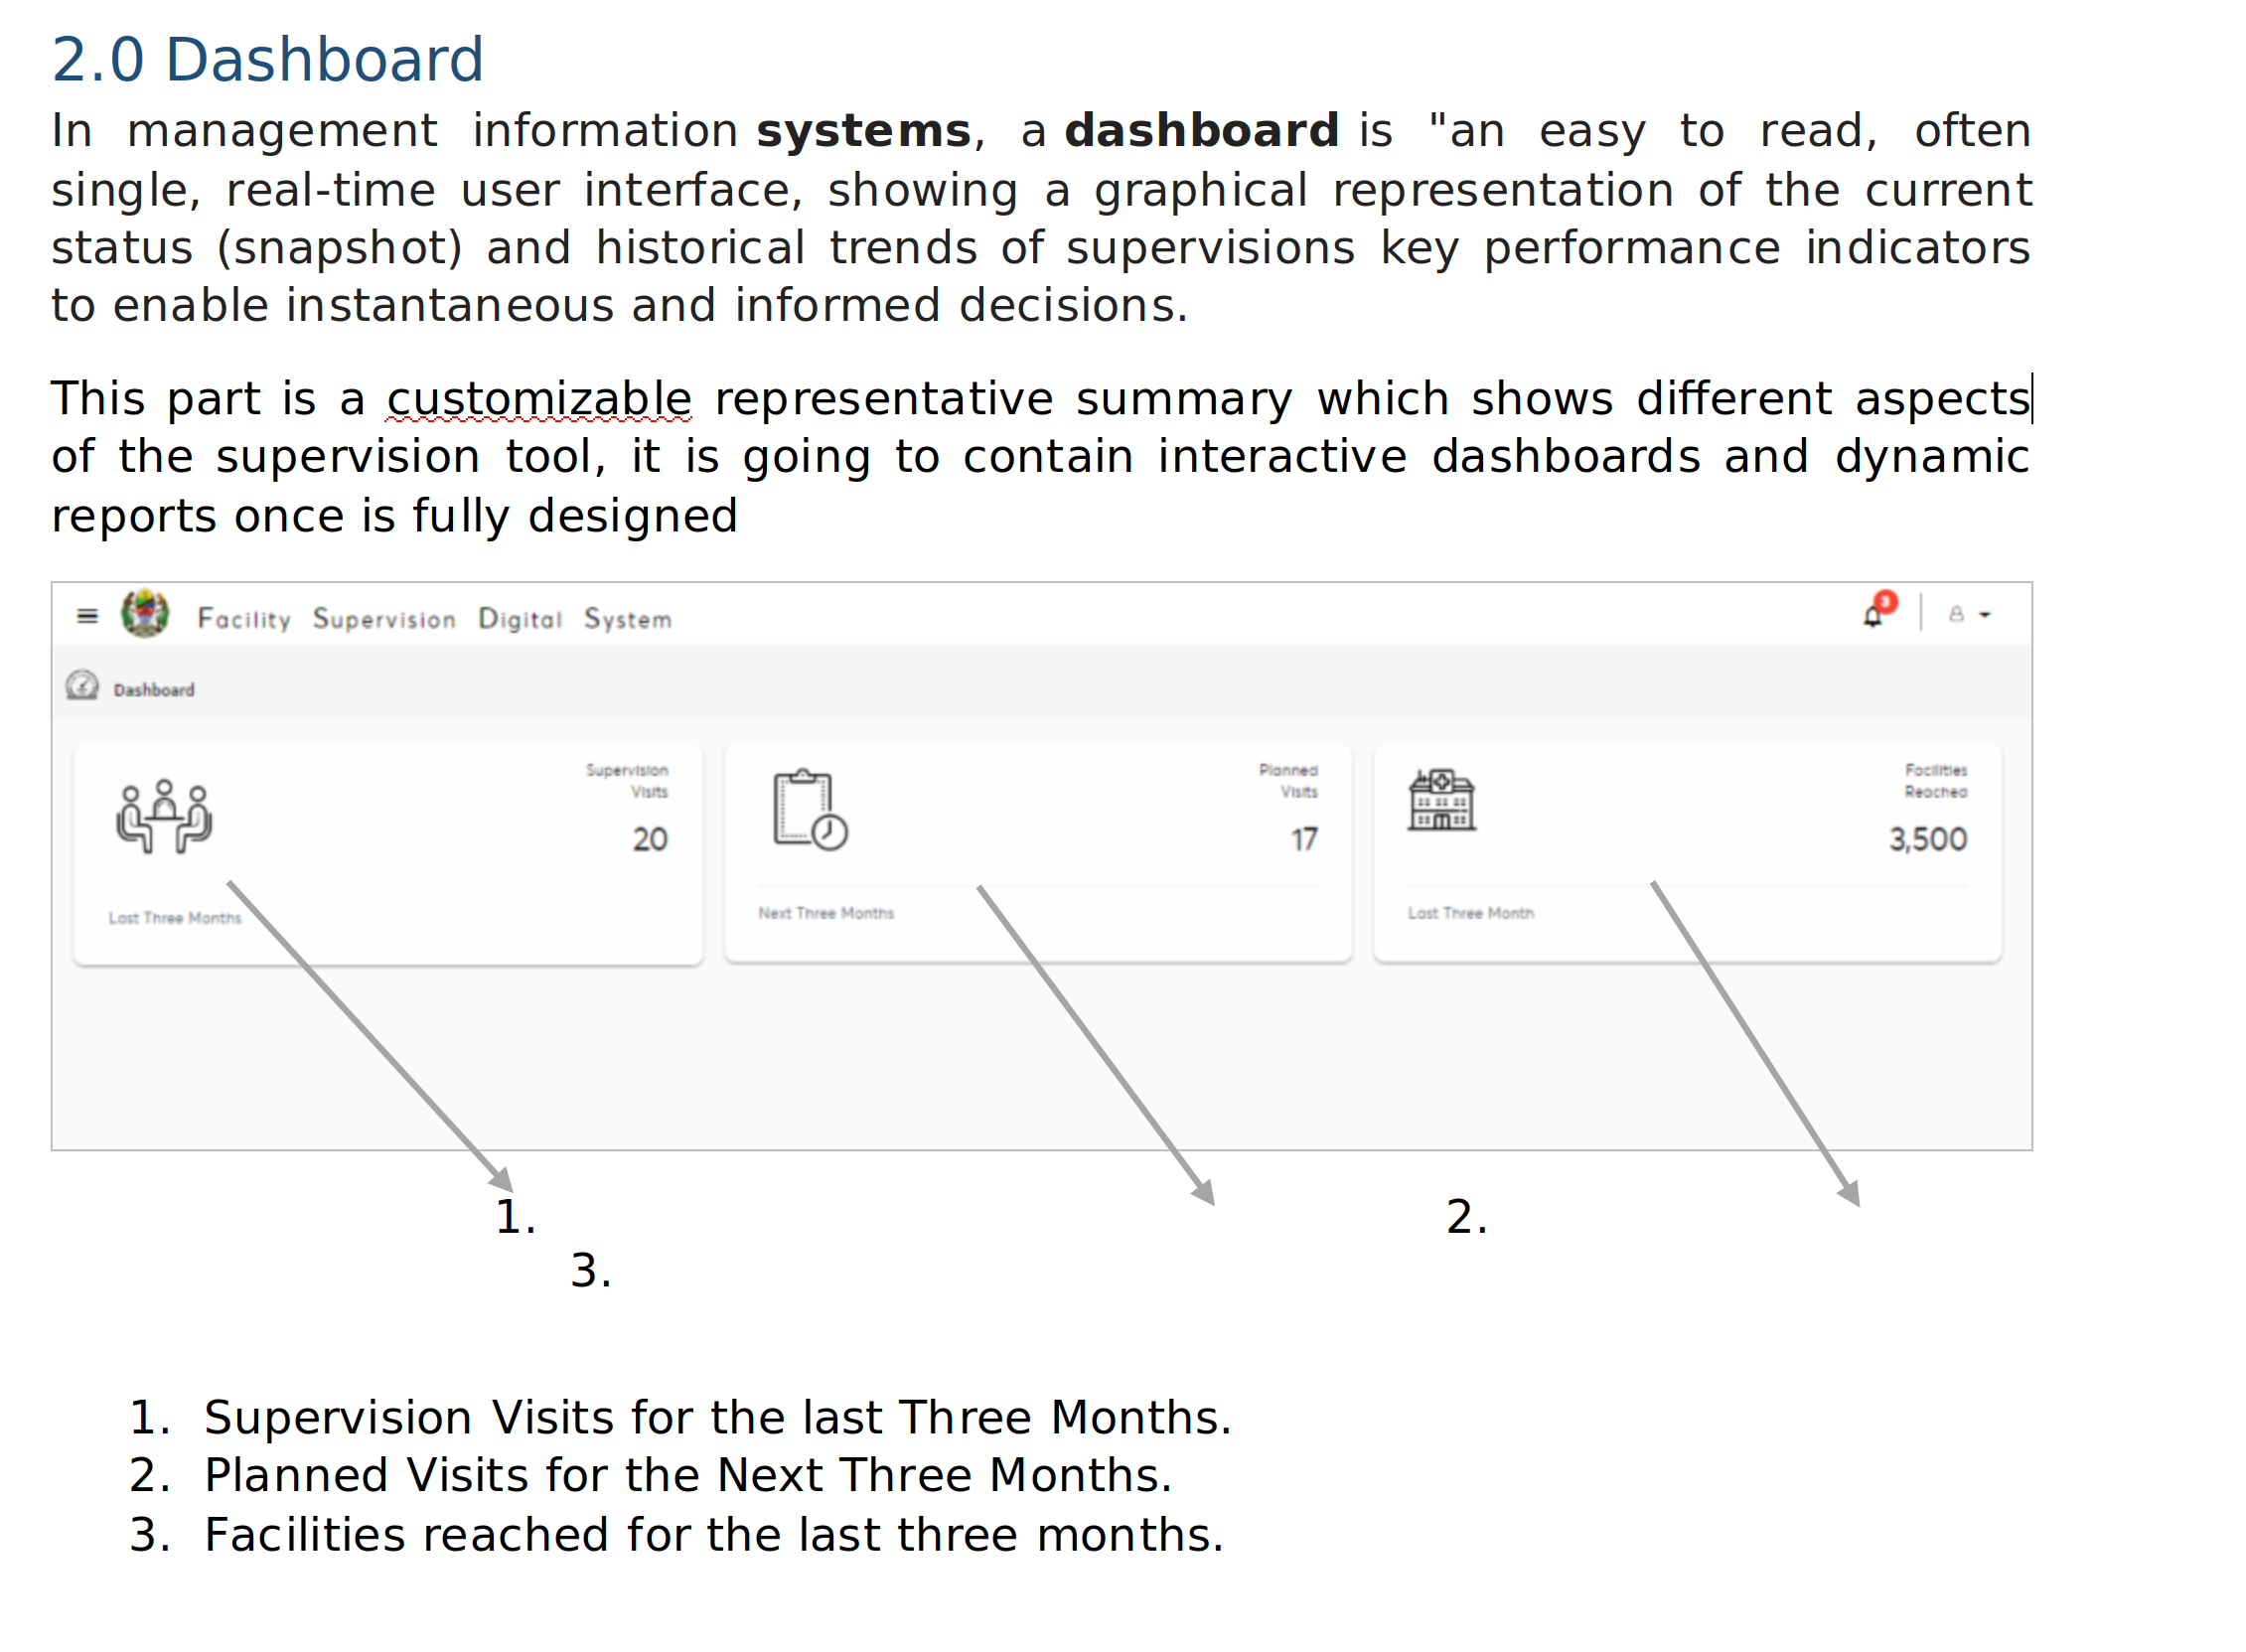 2.0 Dashboard
In management information systems, a dashboard is "an easy to read, often
single, real-time user interface, showing a graphical representation of the current
status (snapshot) and historical trends of supervisions key performance indicators
to enable instantaneous and informed decisions.
This part is a customizable representative summary which shows different aspects
of the supervision tool, it is going to contain interactive dashboards and dynamic
reports once is fully designed
Facility Supervision Digital System
3
Dashboard
Supervision
Visits
20
Last Three Months
Planned
Visits
17
Next Three Months
Facilities
Reached
3,500
Last Three Month
1. 2.
3.
1. Supervision Visits for the last Three Months.
2. Planned Visits for the Next Three Months.
3. Facilities reached for the last three months.